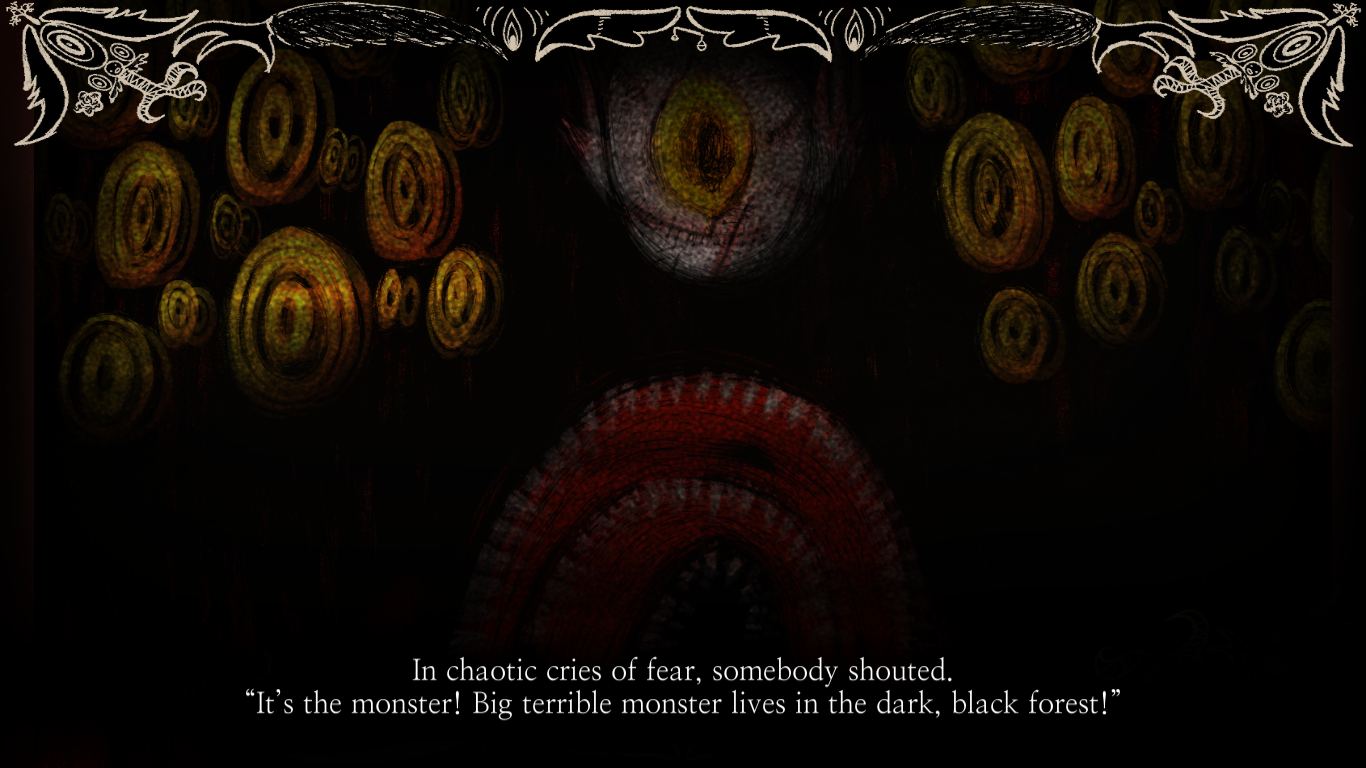 In chaotic cries of fear, somebody shouted.
“It’s the monster! Big terrible monster lives in the dark, black forest!”